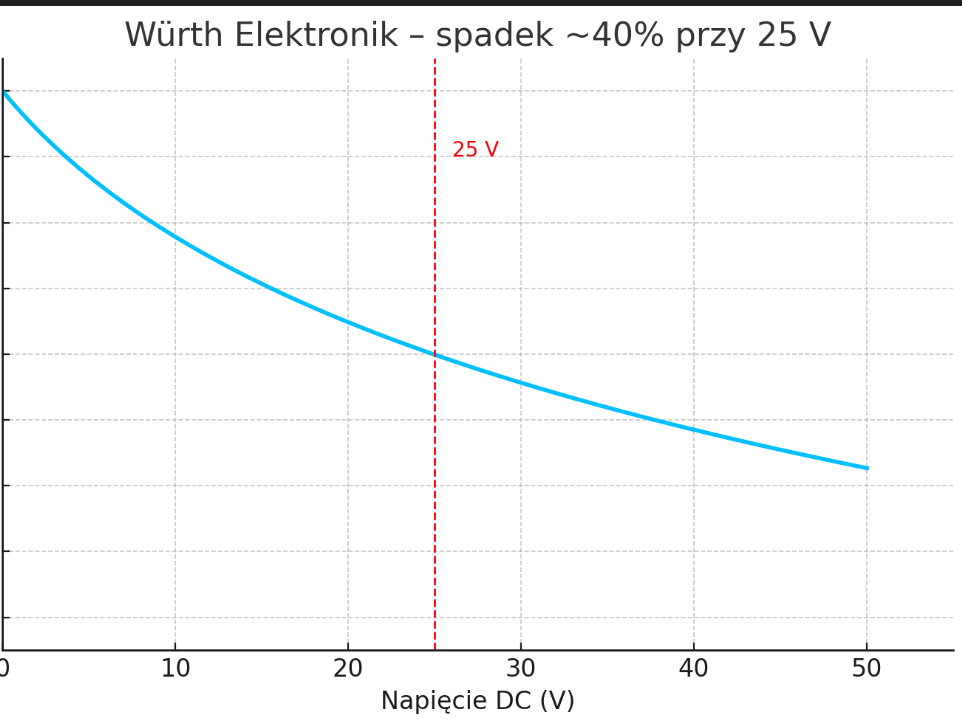 Würth Elektronik – spadek ~40% przy 25 V
25 V
0 10 20 30 40 50
Napięcie DC (V)